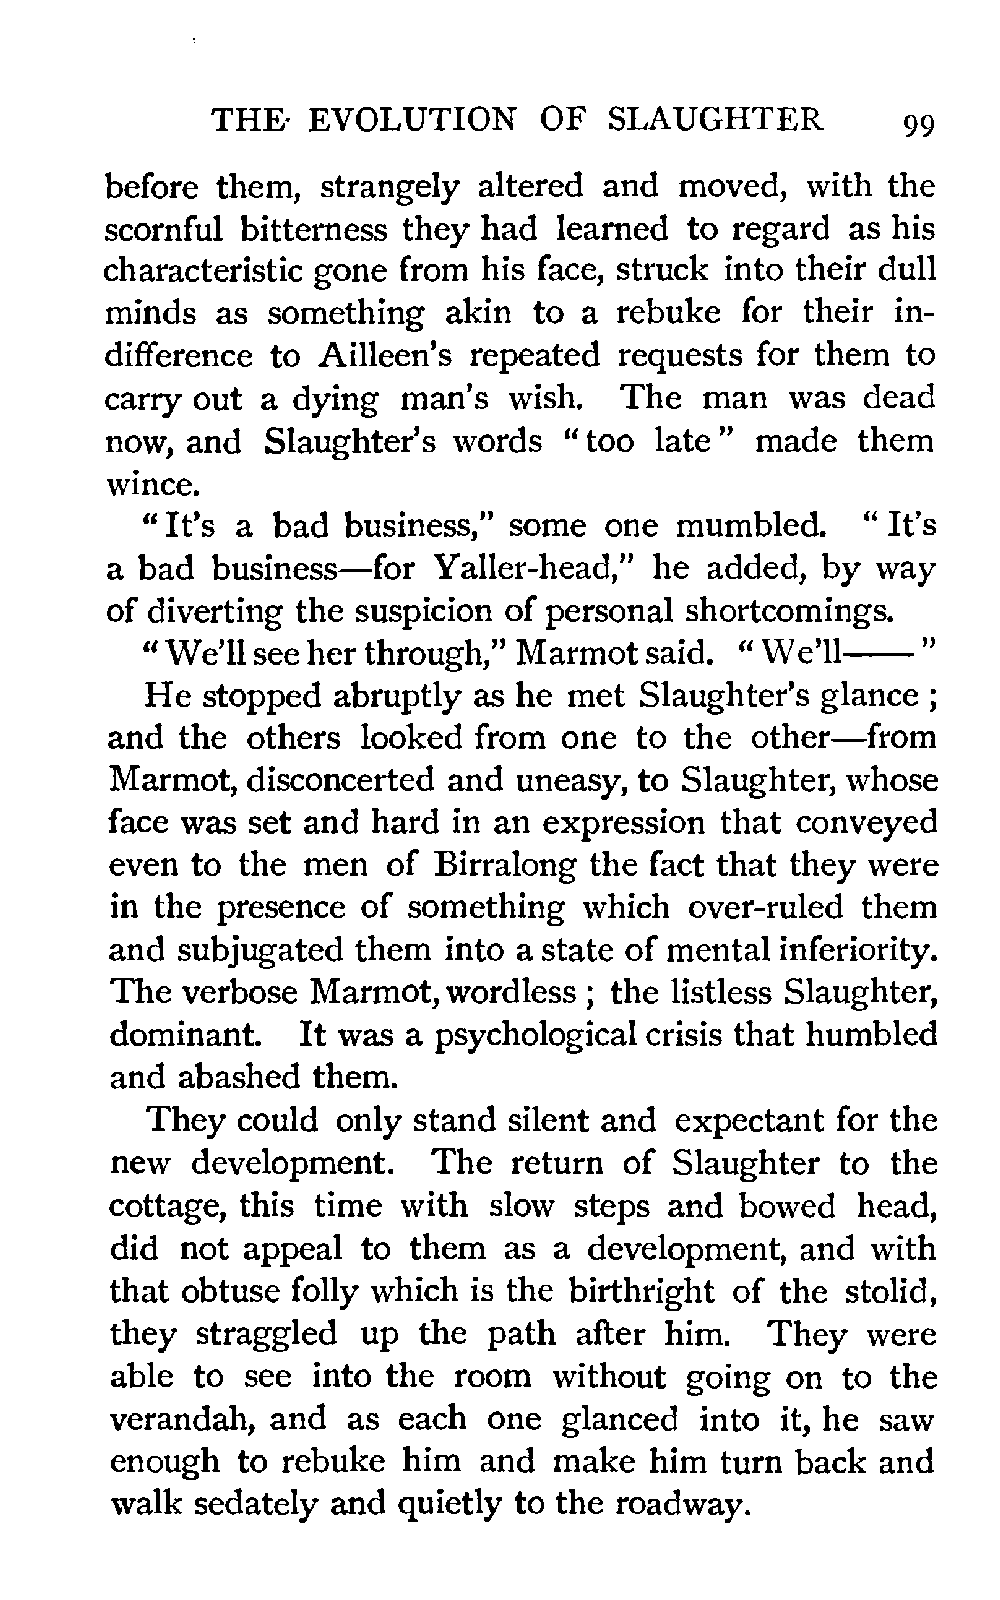 THE EVOLUTION OF SLAUGHTER 99
before them, strangely altered and moved, with the
scornful bitterness they had learned to regard as his
characteristic gone from his face, struck into their dull
minds as something akin to a rebuke for their in-
difference to Ailleen's repeated requests for them to
carry out a dying man's wish. The man was dead
now, and Slaughter's words "too late" made them
wince.
"It's a bad business," some one mumbled. "It's
a bad business—for Yaller-head," he added, by way
of diverting the suspicion of personal shortcomings.
"We'll see her through," Marmot said. "We'll——"
He stopped abruptly as he met Slaughter's glance ;
and the others looked from one to the other—from
Marmot, disconcerted and uneasy, to Slaughter, whose
face was set and hard in an expression that conveyed
even to the men of Birralong the fact that they were
in the presence of something which over-ruled them
and subjugated them into a state of mental inferiority.
The verbose Marmot, wordless ; the listless Slaughter,
dominant. It was a psychological crisis that humbled
and abashed them.
They could only stand silent and expectant for the
new development. The return of Slaughter to the
cottage, this time with slow steps and bowed head,
did not appeal to them as a development, and with
that obtuse folly which is the birthright of the stolid,
they straggled up the path after him. They were
able to see into the room without going on to the
verandah, and as each one glanced into it, he saw
enough to rebuke him and make him turn back and
walk sedately and quietly to the roadway.